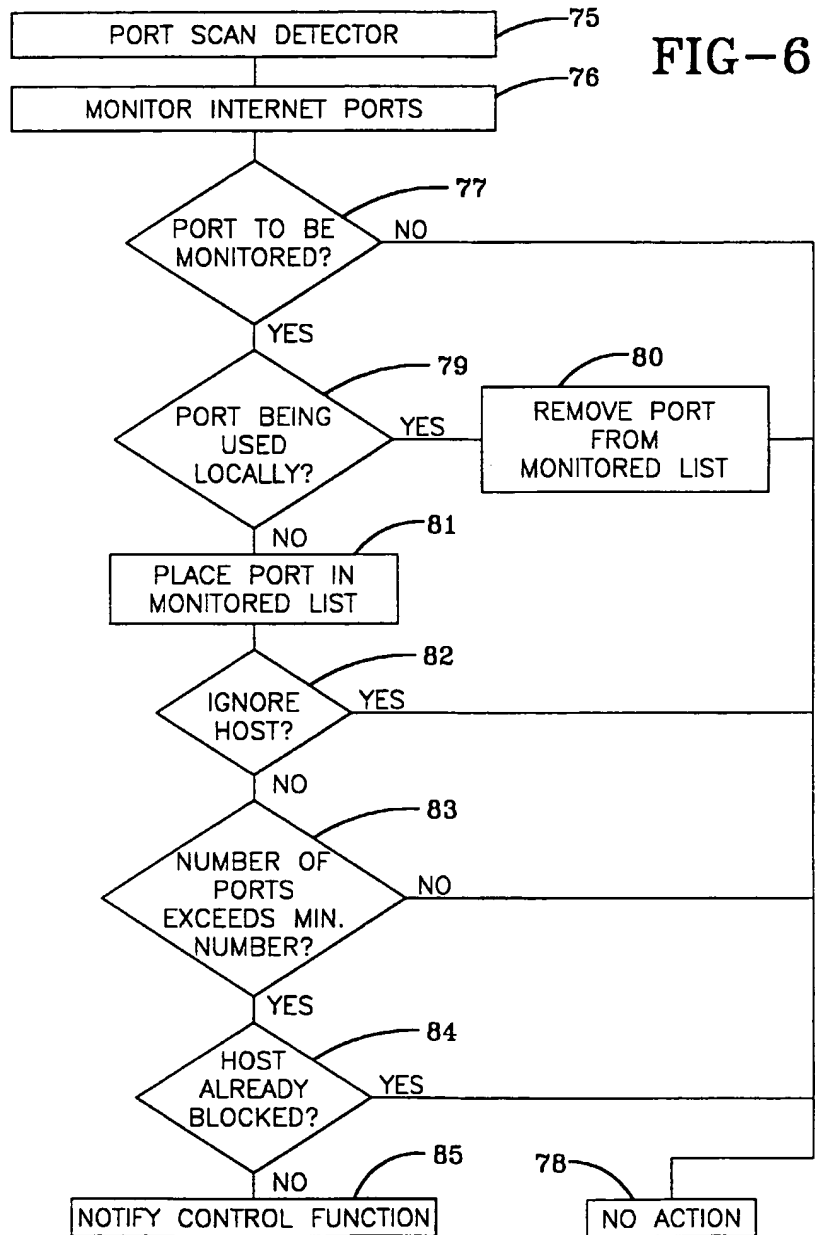 PORT SCAN DETECTOR
75
FIG-6
76
MONITOR INTERNET PORTS
77
PORT TO BE
MONITORED?
NO
YES
79
80
PORT BEING
USED
LOCALLY?
YES
REMOVE PORT
FROM
MONITORED LIST
NO
81
PLACE PORT IN
MONITORED LIST
82
IGNORE
HOST?
YES
NO
83
NUMBER OF
PORTS
EXCEEDS MIN.
NUMBER?
NO
YES
84
HOST
ALREADY
BLOCKED?
YES
NO
85
78
NOTIFY CONTROL FUNCTION
NO ACTION